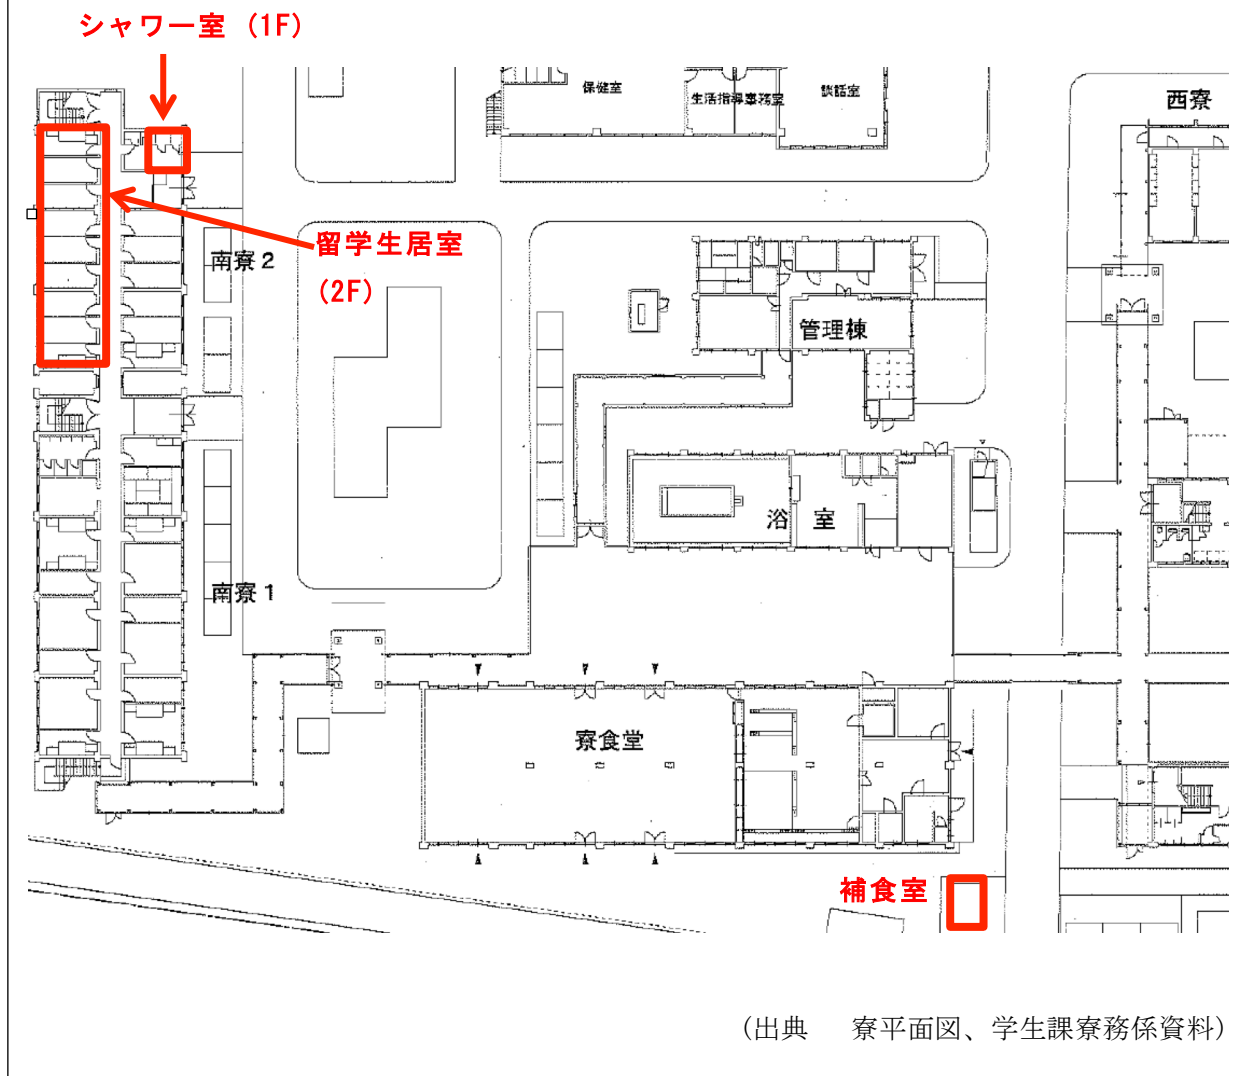 シャワー室 (1F)
保健室
生活指導事務室
談話室
西寮
留学生居室
(2F)
南寮２
管理棟
浴　室
南寮１
寮食堂
補食室
(出典　寮平面図、学生課寮務係資料)